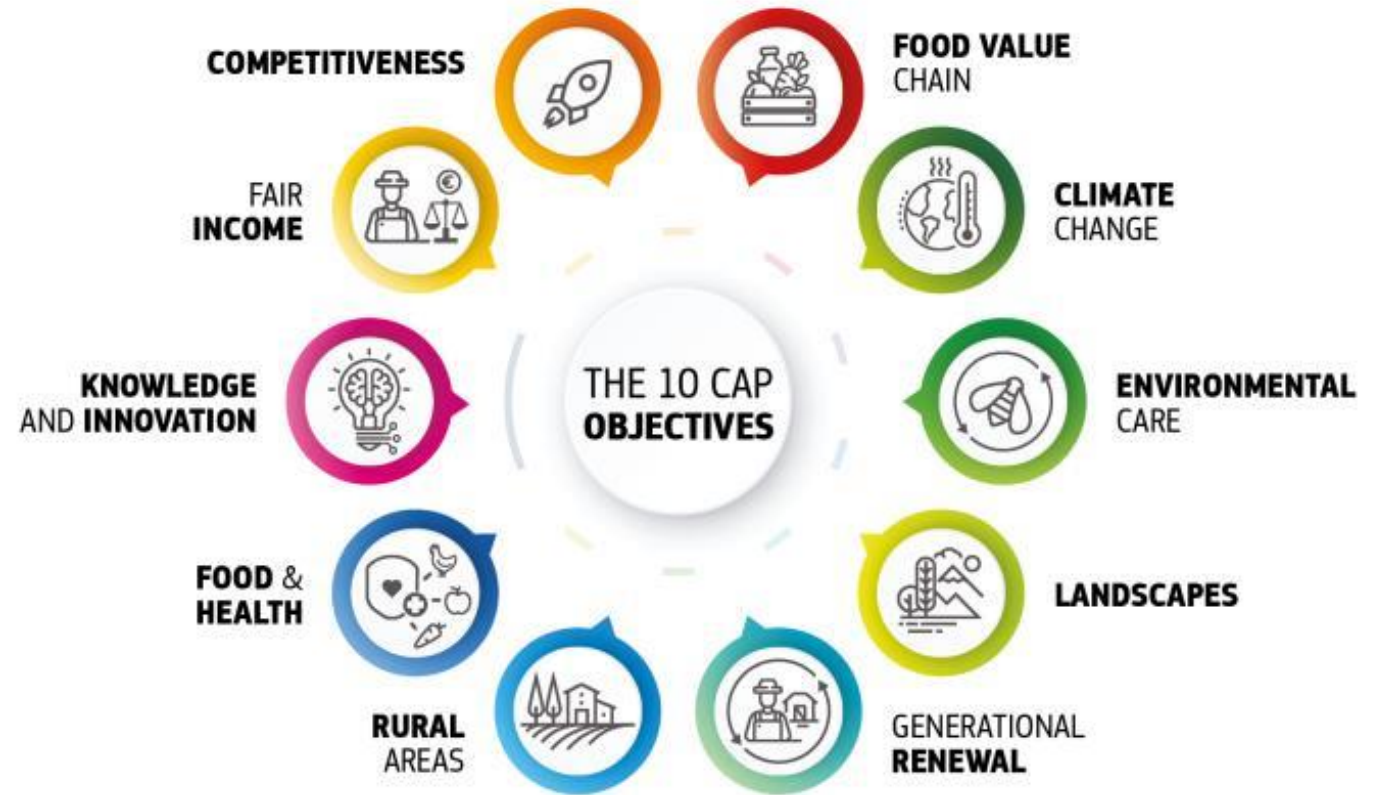 COMPETITIVENESS
FOOD VALUE
CHAIN
FAIR
INCOME
CLIMATE
CHANGE
KNOWLEDGE
AND INNOVATION
THE 10 CAP
OBJECTIVES
ENVIRONMENTAL
CARE
FOOD &
HEALTH
LANDSCAPES
RURAL
AREAS
GENERATIONAL
RENEWAL